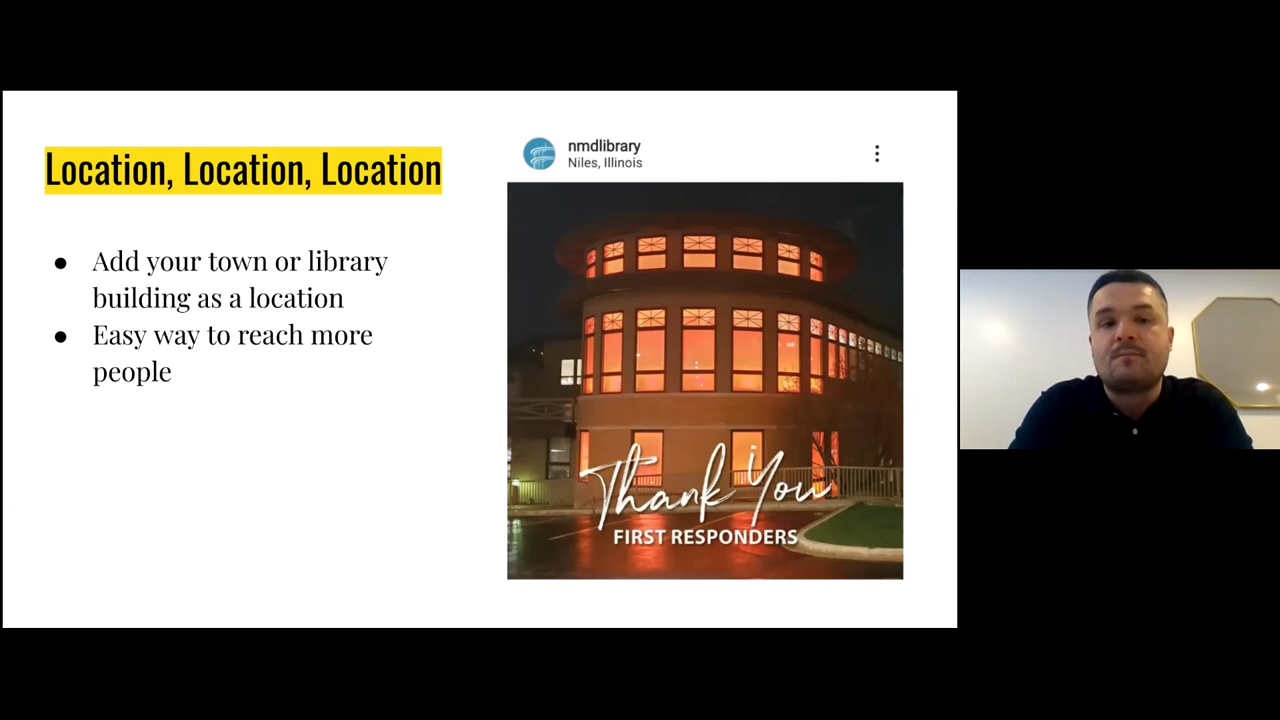 Location, Location, Location
● Add your town or library
building as a location
● Easy way to reach more
people
nmdlibrary
Niles, Illinois
Thank You
FIRST RESPONDERS